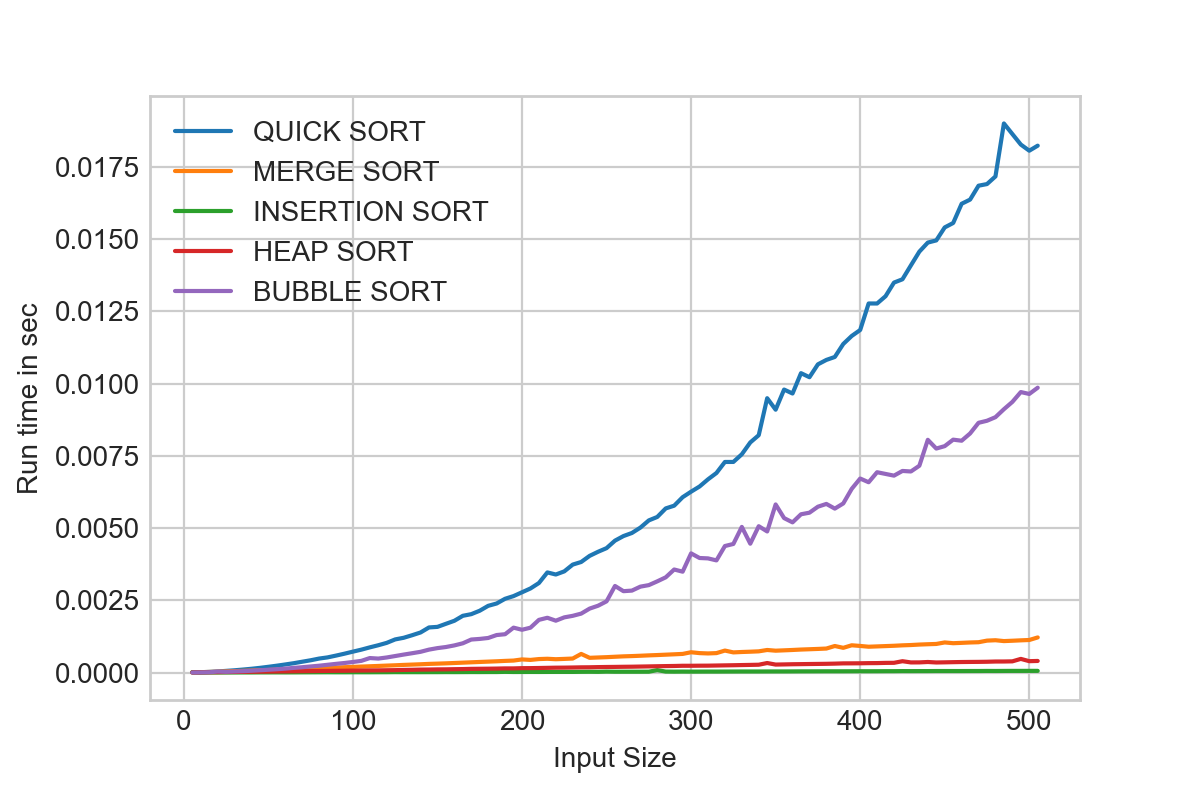 QUICK SORT
MERGE SORT
INSERTION SORT
HEAP SORT
BUBBLE SORT
0.0175
0.0150
0.0125
0.0100
0.0075
0.0050
0.0025
0.0000
Run time in sec
0 100 200 300 400 500
Input Size